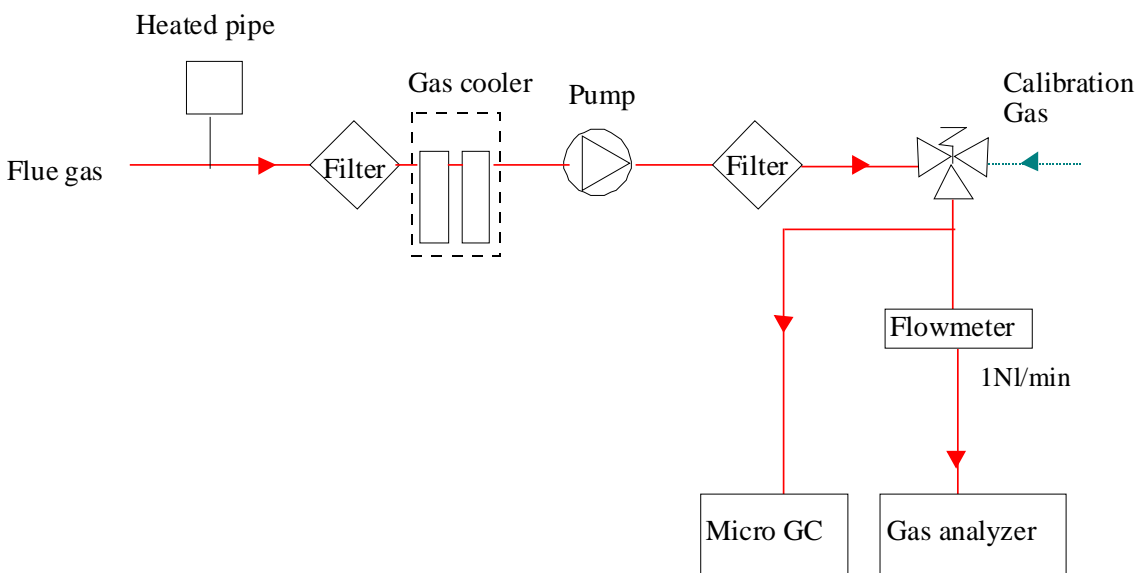 Heated pipe
Gas cooler
Pump
Calibration
Gas
Flue gas
Filter
Filter
Flowmeter
1Nl/min
Micro GC
Gas analyzer